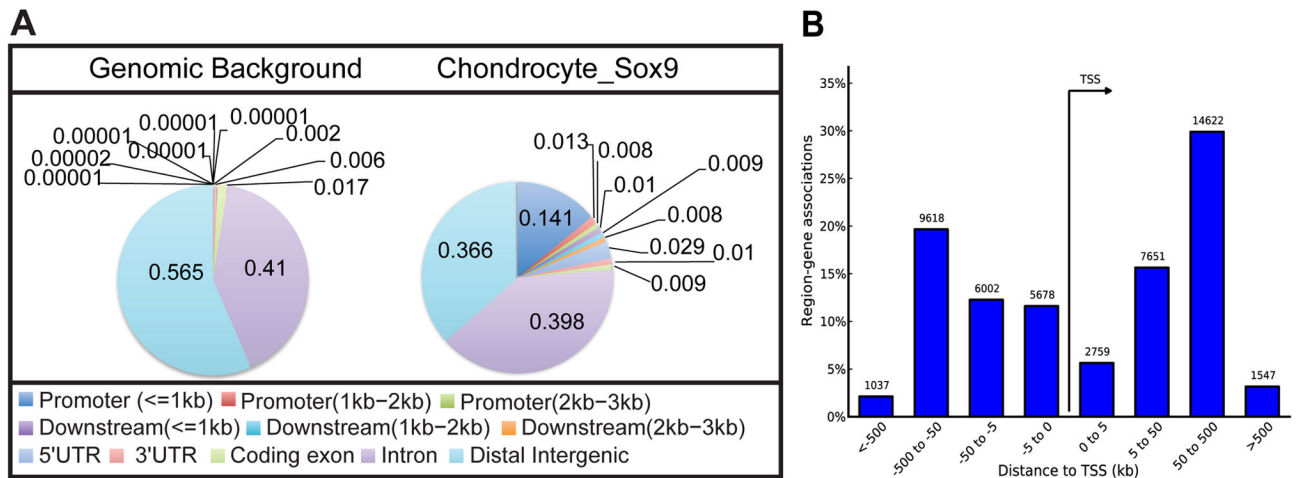 A
Genomic Background
Chondrocyte_Sox9
0.00001
0.00001
0.00001
0.002
0.00001
0.00002
0.006
0.00001
0.017
0.565
0.41
0.013
0.008
0.009
0.01
0.141
0.008
0.029
0.01
0.009
0.366
0.398
Promoter (<=1kb)
Promoter(1kb−2kb)
Promoter(2kb−3kb)
Downstream(<=1kb)
Downstream(1kb−2kb)
Downstream(2kb−3kb)
5'UTR
3'UTR
Coding exon
Intron
Distal Intergenic
B
Region-gene associations
35%
30%
25%
20%
15%
10%
5%
0%
TSS
1037
9618
6002
5678
2759
7651
14622
1547
<-500
-500 to -50
-50 to -5
-5 to 0
0 to 5
5 to 50
50 to 500
>500
Distance to TSS (kb)